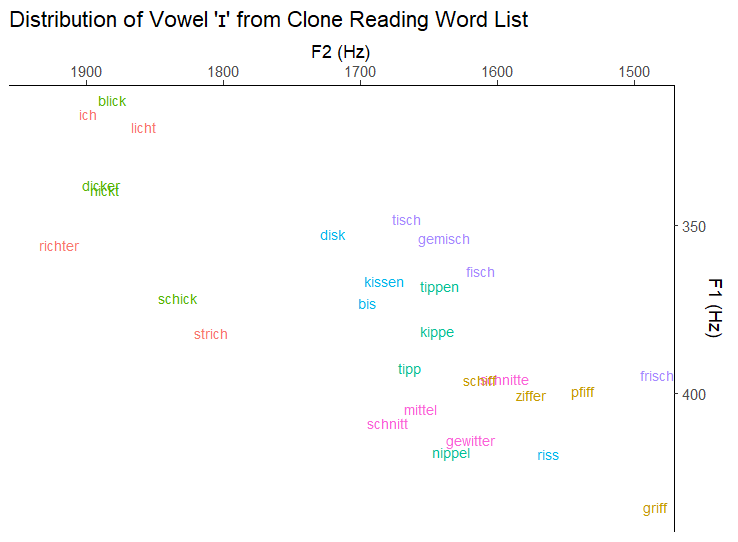 Distribution of Vowel 'ɪ' from Clone Reading Word List
F2 (Hz)
1900 1800 1700 1600 1500
blick
ich
licht
dicker
nickt
tisch
350
disk
gemisch
richter
fisch
kissen
tippen
schick
bis
F1 (Hz)
kippe
strich
tipp
frisch
schiff
schnitte
pfiff
400
ziffer
mittel
schnitt
gewitter
nippel
riss
griff